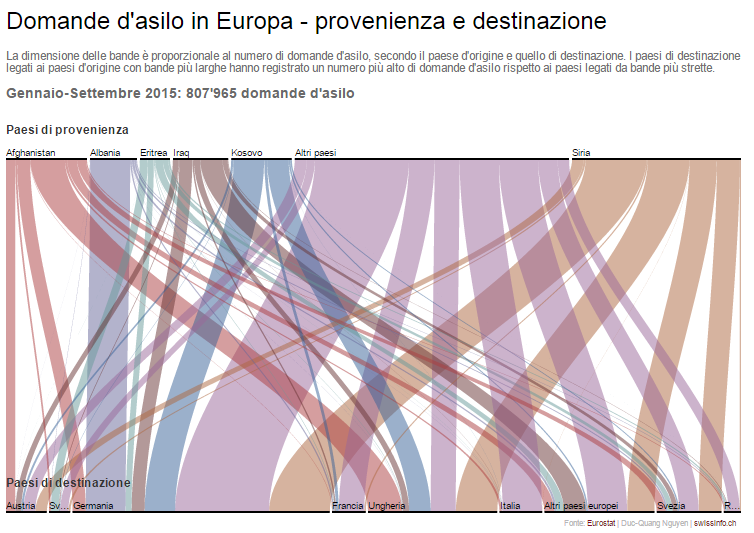 Domande d'asilo in Europa - provenienza e destinazione
La dimensione delle bande è proporzionale al numero di domande d'asilo, secondo il paese d'origine e quello di destinazione. I paesi di destinazione
legati ai paesi d'origine con bande più larghe hanno registrato un numero più alto di domande d'asilo rispetto ai paesi legati da bande più strette.
Gennaio-Settembre 2015: 807'965 domande d'asilo
Paesi di provenienza
Afghanistan Albania Eritrea Iraq Kosovo Altri paesi Siria
Paesi di destinazione
Austria Sv... Germania Francia Ungheria Italia Altri paesi europei Svezia R...
Fonte: Eurostat | Duc-Quang Nguyen | swissinfo.ch